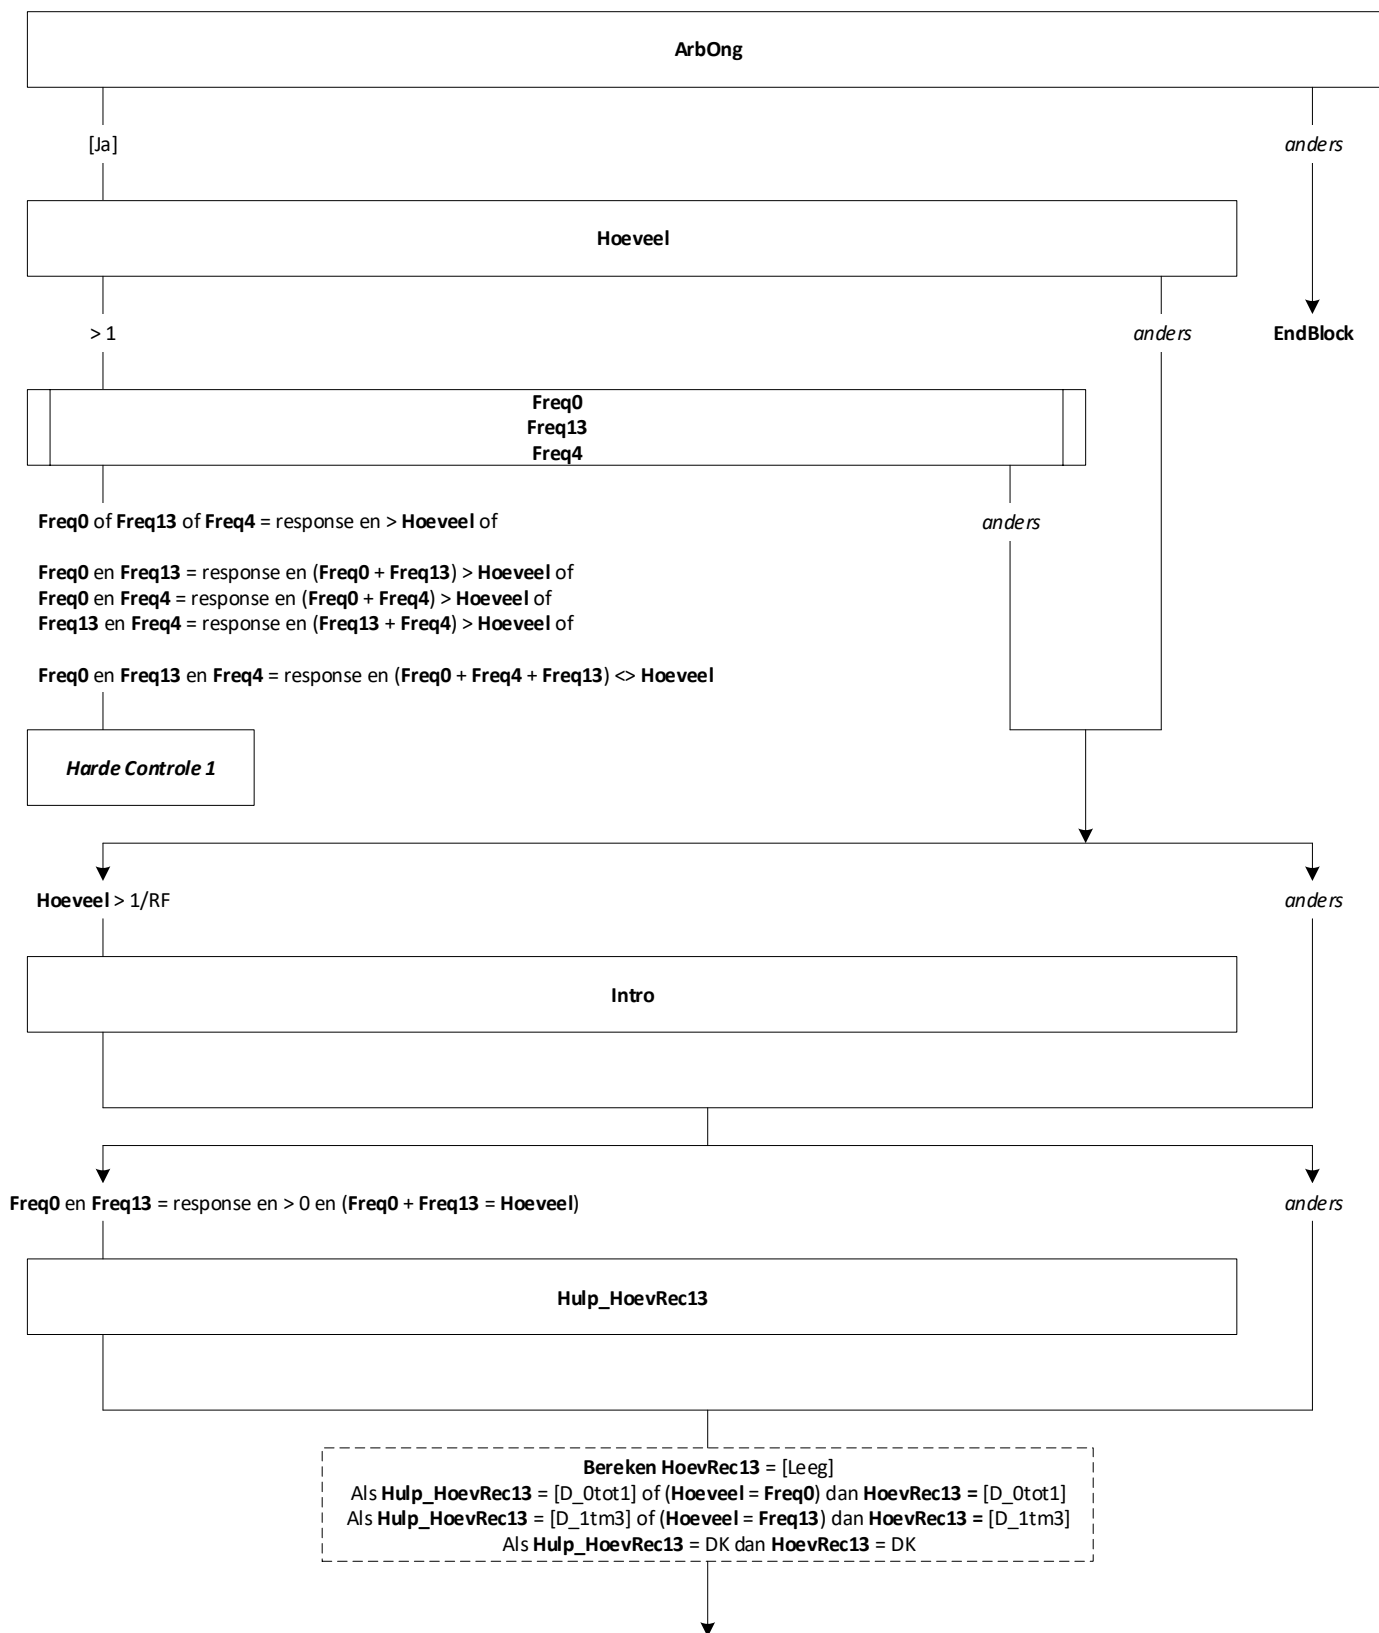 ArbOng
[Ja]
anders
Hoeveel
> 1
anders
EndBlock
Freq0
Freq13
Freq4
Freq0 of Freq13 of Freq4 = response en > Hoeveel of
anders
Freq0 en Freq13 = response en (Freq0 + Freq13) > Hoeveel of
Freq0 en Freq4 = response en (Freq0 + Freq4) > Hoeveel of
Freq13 en Freq4 = response en (Freq13 + Freq4) > Hoeveel of
Freq0 en Freq13 en Freq4 = response en (Freq0 + Freq4 + Freq13) <> Hoeveel
Harde Controle 1
Hoeveel > 1/RF
anders
Intro
Freq0 en Freq13 = response en > 0 en (Freq0 + Freq13 = Hoeveel)
anders
Hulp_HoevRec13
Bereken HoevRec13 = [Leeg]
Als Hulp_HoevRec13 = [D_0tot1] of (Hoeveel = Freq0) dan HoevRec13 = [D_0tot1]
Als Hulp_HoevRec13 = [D_1tm3] of (Hoeveel = Freq13) dan HoevRec13 = [D_1tm3]
Als Hulp_HoevRec13 = DK dan HoevRec13 = DK